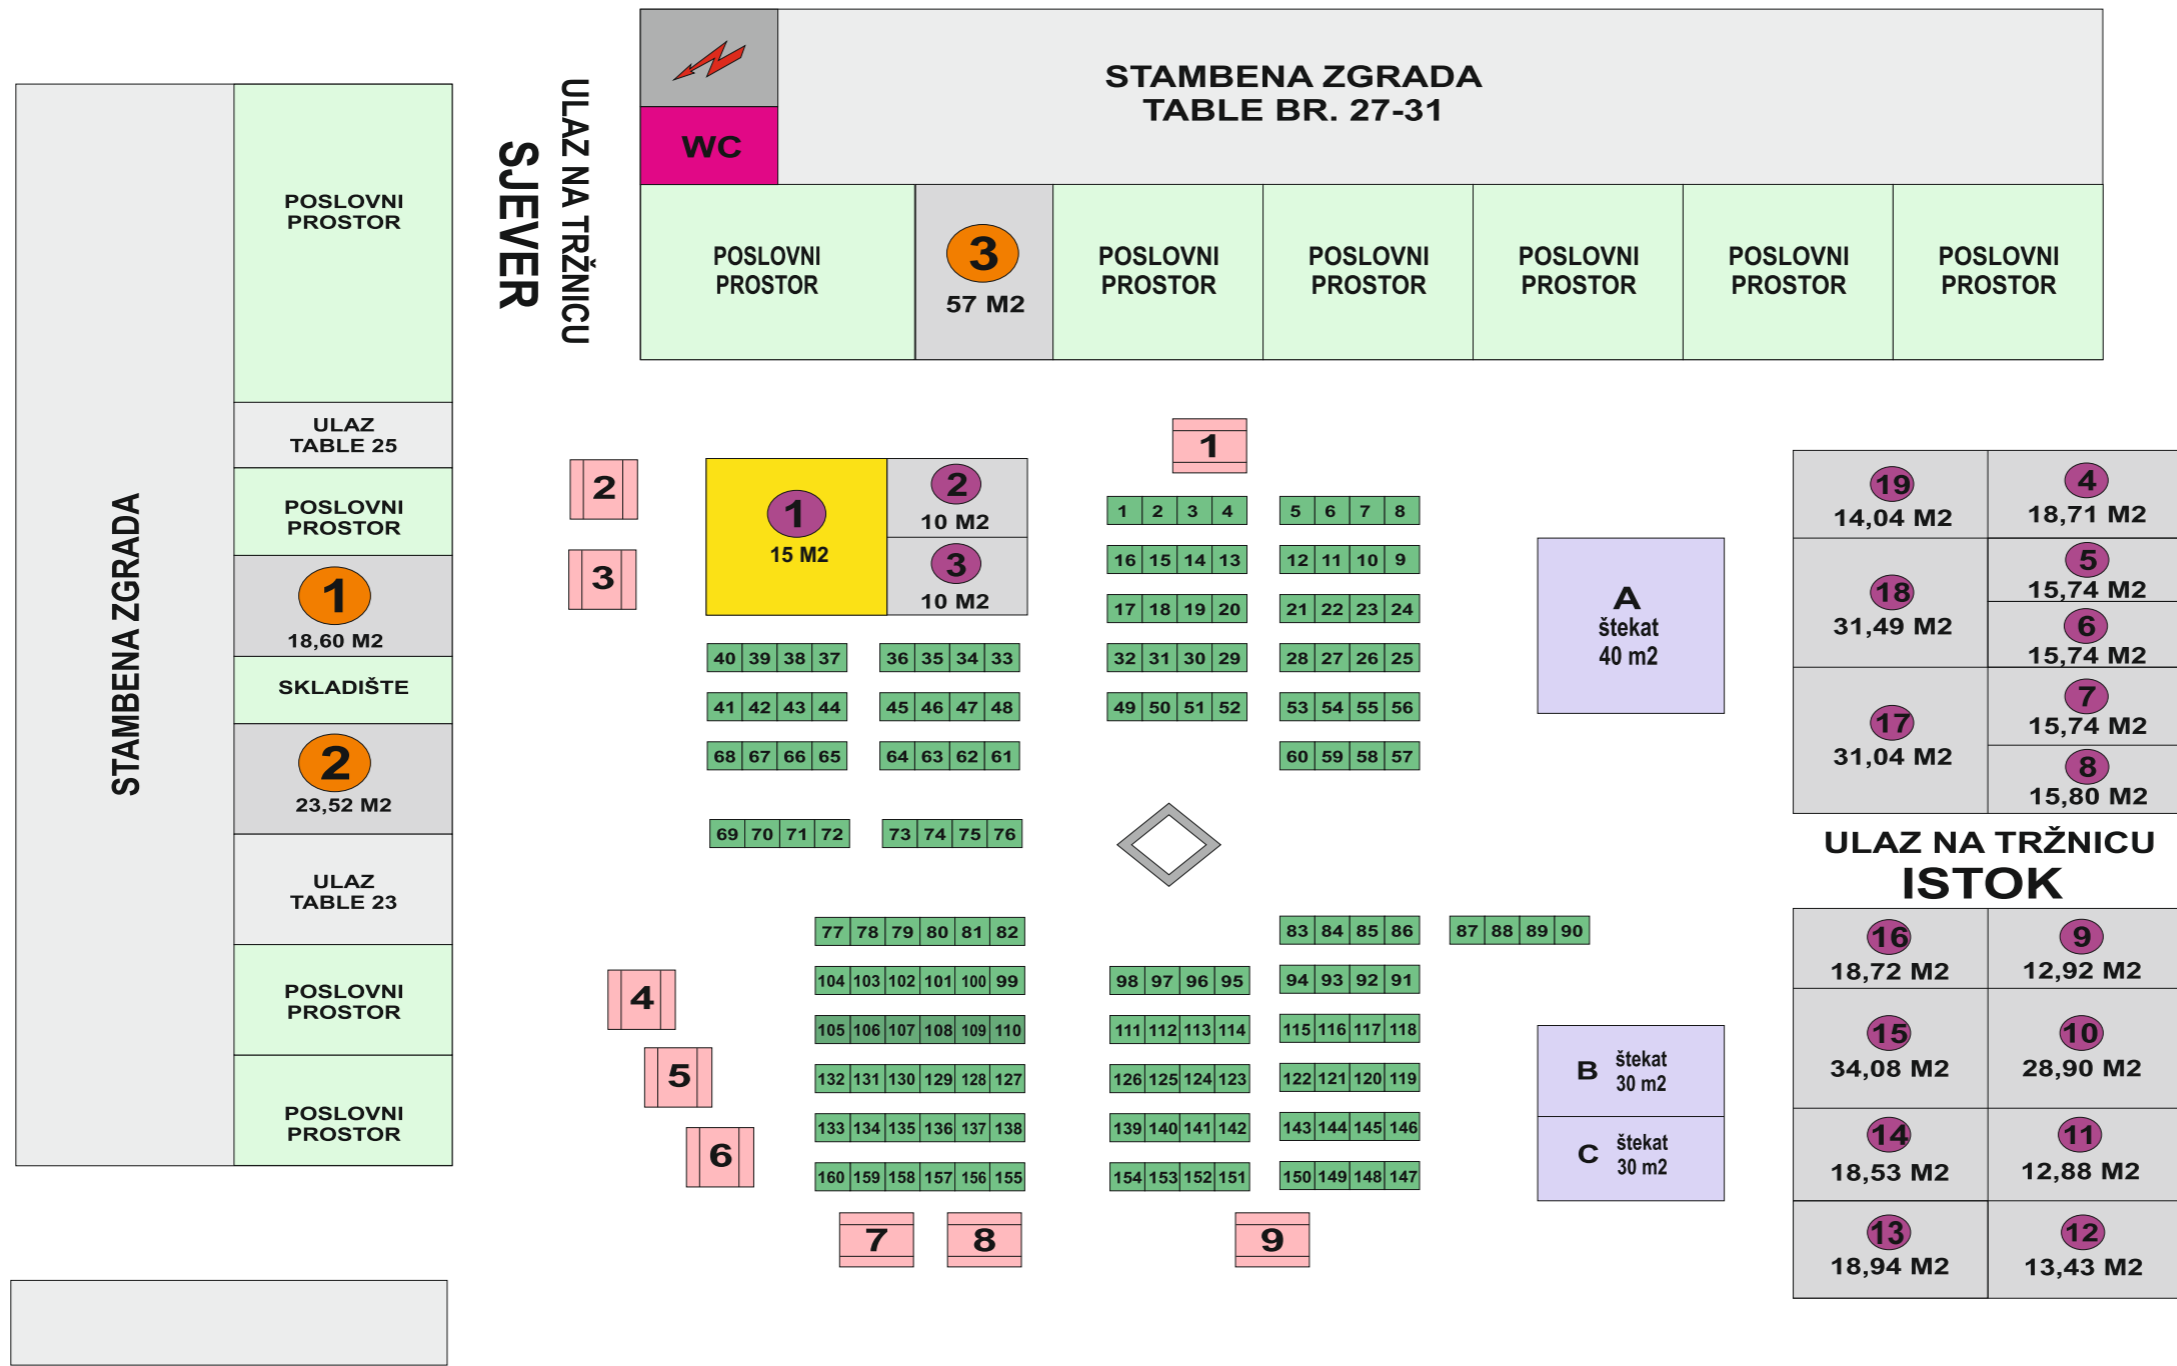 STAMBENA ZGRADA
TABLE BR. 27-31
WC
POSLOVNI
PROSTOR
3
57 M2
POSLOVNI
PROSTOR
POSLOVNI
PROSTOR
POSLOVNI
PROSTOR
POSLOVNI
PROSTOR
POSLOVNI
PROSTOR
ULAZ NA TRŽNICU
SJEVER
STAMBENA ZGRADA
POSLOVNI
PROSTOR
ULAZ
TABLE 25
POSLOVNI
PROSTOR
1
18,60 M2
SKLADIŠTE
2
23,52 M2
ULAZ
TABLE 23
POSLOVNI
PROSTOR
POSLOVNI
PROSTOR
1
2
3
1
15 M2
2
10 M2
3
10 M2
1 2 3 4
5 6 7 8
16 15 14 13
12 11 10 9
17 18 19 20
21 22 23 24
40 39 38 37
36 35 34 33
32 31 30 29
28 27 26 25
41 42 43 44
45 46 47 48
49 50 51 52
53 54 55 56
68 67 66 65
64 63 62 61
60 59 58 57
69 70 71 72
73 74 75 76
77 78 79 80 81 82
83 84 85 86
87 88 89 90
104 103 102 101 100 99
98 97 96 95
94 93 92 91
105 106 107 108 109 110
111 112 113 114
115 116 117 118
132 131 130 129 128 127
126 125 124 123
122 121 120 119
133 134 135 136 137 138
139 140 141 142
143 144 145 146
160 159 158 157 156 155
154 153 152 151
150 149 148 147
4
5
6
7
8
9
A
štekat
40 m2
B
štekat
30 m2
C
štekat
30 m2
19
14,04 M2
4
18,71 M2
18
31,49 M2
5
15,74 M2
6
15,74 M2
17
31,04 M2
7
15,74 M2
8
15,80 M2
ULAZ NA TRŽNICU
ISTOK
16
18,72 M2
9
12,92 M2
15
34,08 M2
10
28,90 M2
14
18,53 M2
11
12,88 M2
13
18,94 M2
12
13,43 M2